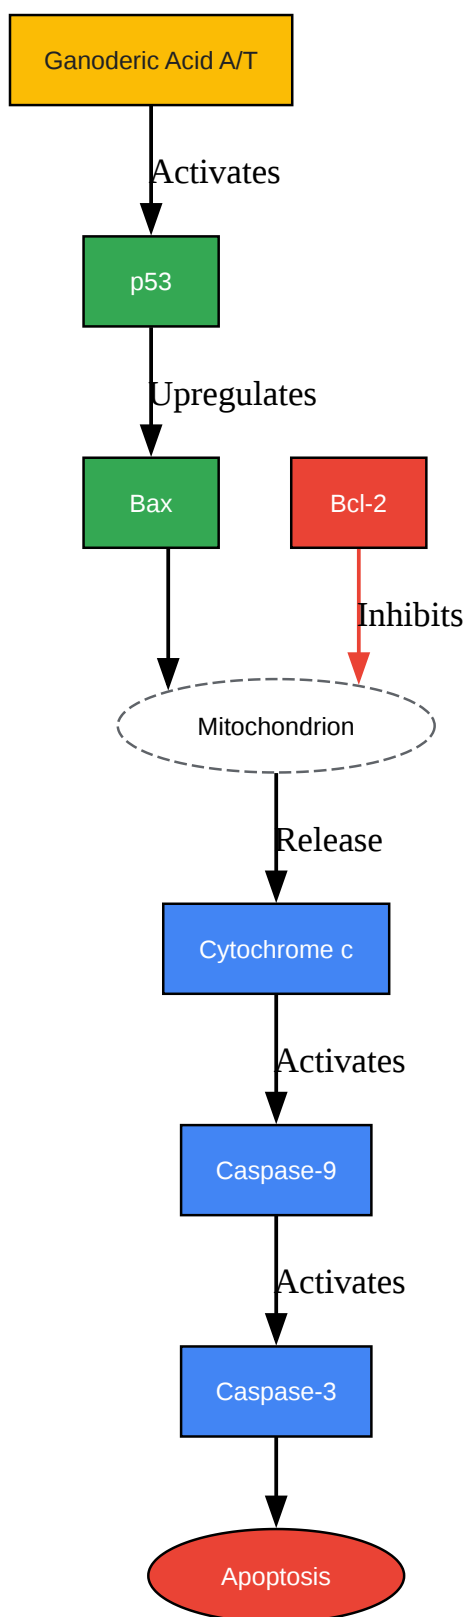 Ganoderic Acid A/T
Activates
p53
Upregulates
Bax
Bcl-2
Inhibits
Mitochondrion
Release
Cytochrome c
Activates
Caspase-9
Activates
Caspase-3
Apoptosis